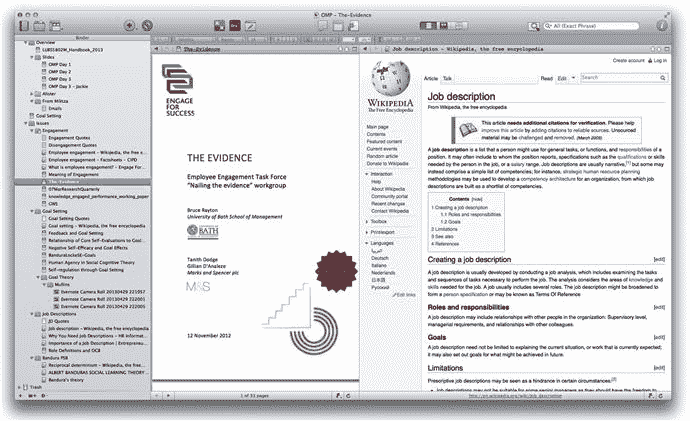 OMP - The-Evidence
All (Exact Phrase)
Binder
The-Evidence
Job description - Wikipedia, the free encyclopedia
Overview
LUBS5402M_Handbook_2013
Slides
OMP Day 1
OMP Day 2
OMP Day 3
OMP Day 3 - Jackie
Alister
From Militza
Emails
Goal Setting
Issues
Engagement
Engagement Quotes
Disengagement Quotes
Employee engagement - Wikipedia, the free e
Employee engagement - Factsheets - CIPD
What is employee engagement? - Engage For
Meaning of Engagement
The-Evidence
knowledge_engaged_performance_working_paper
CWS
Goal Setting
Goal Setting Quotes
Goal setting - Wikipedia, the free encycloped
Feedback and Goal Setting
Relationship of Core Self-Evaluations to Goal
Negative Self-Efficacy and Goal Effects
BanduraLockeSE-Goals
Human Agency in Social Cognitive Theory
Self-regulation through Goal Setting
Goal Theory
Mullins
Evernote Camera Roll 20130429 221957
Evernote Camera Roll 20130429 222001
Evernote Camera Roll 20130429 222005
Job Descriptions
JD Quotes
Job description - Wikipedia, the free encyclo
Why You Need Job Descriptions - HR Informat
Importance of a Job Description | Entrepreneu
Role Definitions and OCB
Bandura PSB
Reciprocal determinism - Wikipedia, the free
ALBERT BANDURAS SOCIAL LEARNING THEORY
Bandura's theory
Trash
ENGAGE
FOR
SUCCESS
THE EVIDENCE
Employee Engagement Task Force
“Nailing the evidence” workgroup
Bruce Rayton
University of Bath School of Management
UNIVERSITY OF
BATH
Tanith Dodge
Gillian D'Analeze
Marks and Spencer plc
M&S
12 November 2012
1 of 31 pages
Create account
Log in
WIKIPEDIA
The Free Encyclopedia
Main page
Contents
Featured content
Current events
Random article
Donate to Wikipedia
Interaction
Help
About Wikipedia
Community portal
Recent changes
Contact Wikipedia
Toolbox
Print/export
Languages
العربية
Deutsch
Italiano
Nederlands
日本語
Русский
Edit links
Article Talk Read Edit Search
Job description
From Wikipedia, the free encyclopedia
This article needs additional citations for verification. Please help
improve this article by adding citations to reliable sources. Unsourced
material may be challenged and removed. (March 2009)
A job description is a list that a person might use for general tasks, or functions, and responsibilities of a
position. It may often include to whom the position reports, specifications such as the qualifications or skills
needed by the person in the job, or a salary range. Job descriptions are usually narrative,[1] but some may
instead comprise a simple list of competencies; for instance, strategic human resource planning
methodologies may be used to develop a competency architecture for an organization, from which job
descriptions are built as a shortlist of competencies.
Contents [hide]
1 Creating a job description
1.1 Roles and responsibilities
1.2 Goals
2 Limitations
3 See also
4 References
Creating a job description [edit]
A job description is usually developed by conducting a job analysis, which includes examining the tasks
and sequences of tasks necessary to perform the job. The analysis considers the areas of knowledge and
skills needed for the job. A job usually includes several roles. The job description might be broadened to
form a person specification or may be known as Terms Of Reference
Roles and responsibilities [edit]
A job description may include relationships with other people in the organization: Supervisory level,
managerial requirements, and relationships with other colleagues.
Goals [edit]
A job description need not be limited to explaining the current situation, or work that is currently expected;
it may also set out goals for what might be achieved in future.
Limitations [edit]
Prescriptive job descriptions may be seen as a hindrance in certain circumstances:[2]
http://en.wikipedia.org/wiki/Job_description